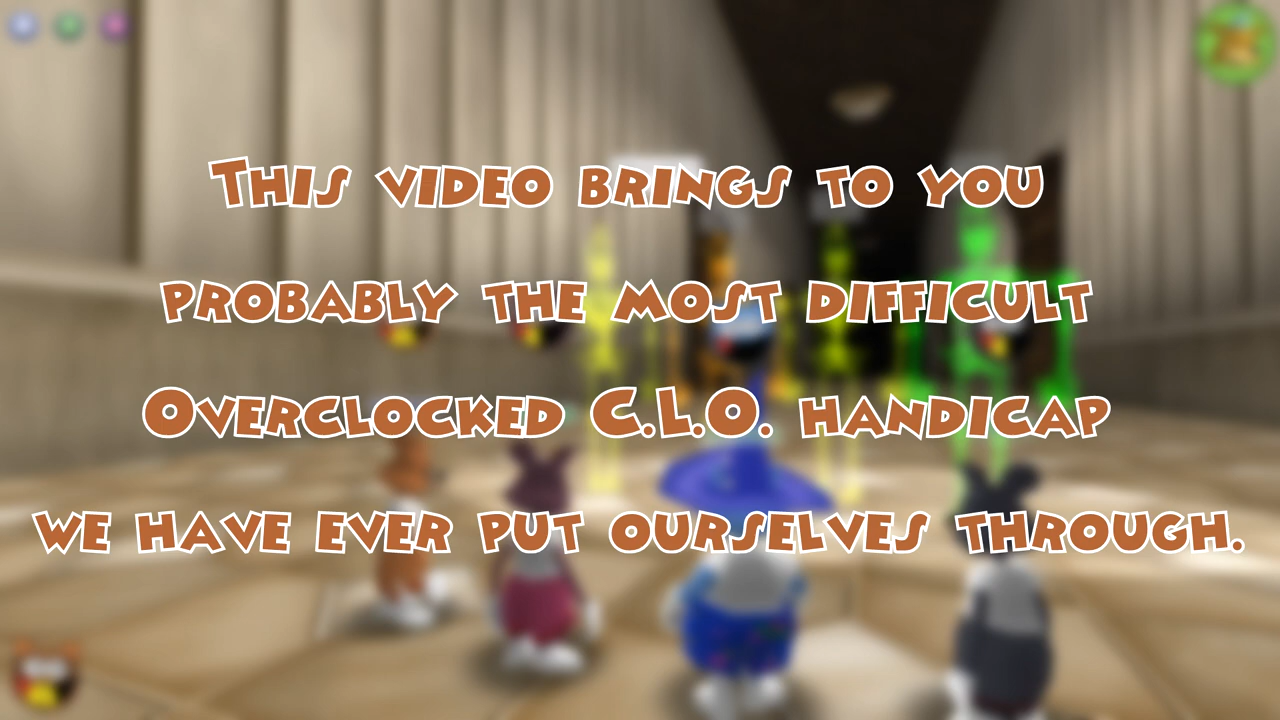 This video brings to you
probably the most difficult
Overclocked C.L.O. handicap
we have ever put ourselves through.